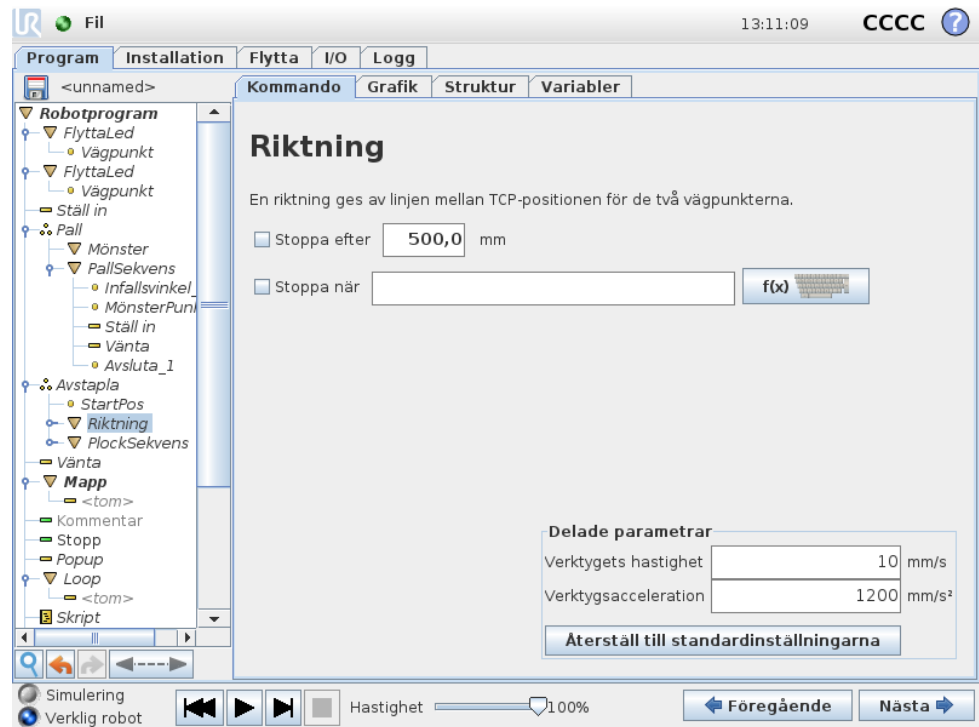 UR Fil 13:11:09 CCCC ?
Program Installation Flytta I/O Logg
<unnamed>
Kommando Grafik Struktur Variabler
Robotprogram
FlyttaLed
Vägpunkt
FlyttaLed
Vägpunkt
Ställ in
Pall
Mönster
PallSekvens
Infallsvinkel_
MönsterPun
Ställ in
Vänta
Avsluta_1
Avstapla
StartPos
Riktning
PlockSekvens
Vänta
Mapp
<tom>
Kommentar
Stopp
Popup
Loop
<tom>
Skript
Riktning
En riktning ges av linjen mellan TCP-positionen för de två vägpunkterna.
Stoppa efter 500,0 mm
Stoppa när f(x)
Delade parametrar
Verktygets hastighet 10 mm/s
Verktygsacceleration 1200 mm/s²
Återställ till standardinställningarna
Simulering
Verklig robot
Hastighet 100%
Föregående Nästa